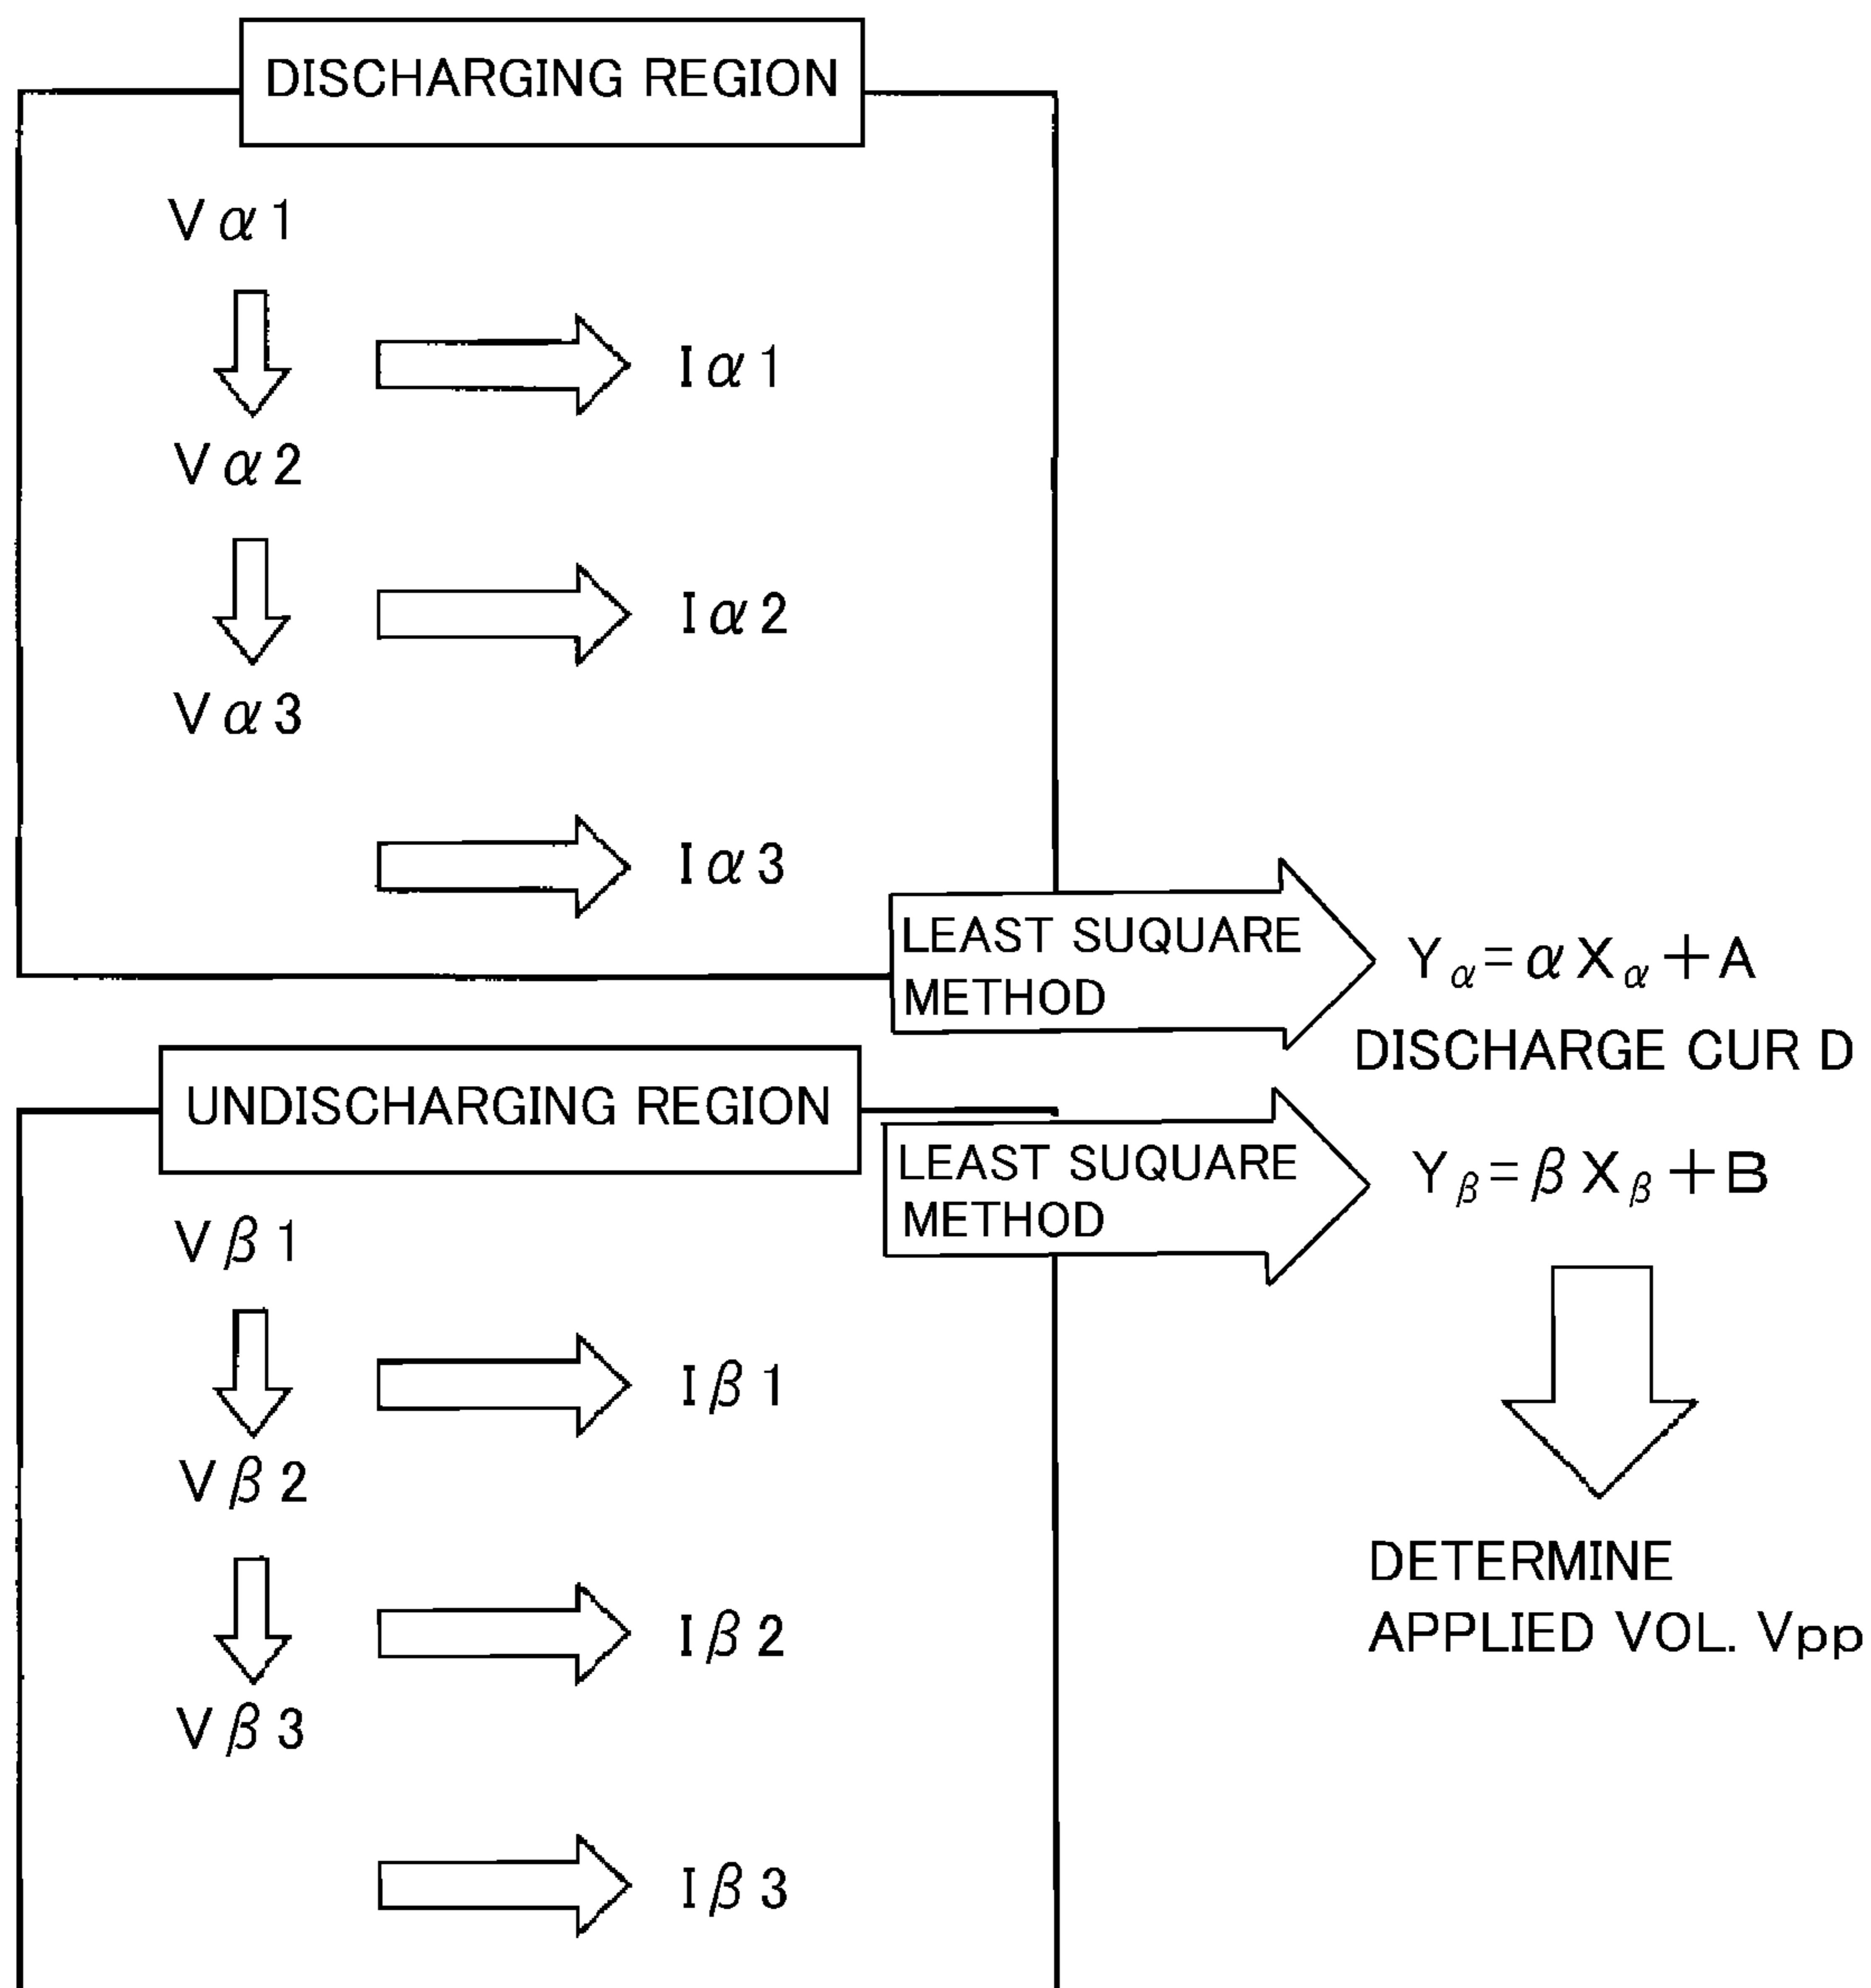 DISCHARGING REGION
Vα1
Iα1
Vα2
Iα2
Vα3
Iα3
LEAST SUQUARE
METHOD
Yα=αXα+A
DISCHARGE CUR D
UNDISCHARGING REGION
LEAST SUQUARE
METHOD
Yβ=βXβ+B
Vβ1
Iβ1
Vβ2
Iβ2
Vβ3
Iβ3
DETERMINE
APPLIED VOL. Vpp